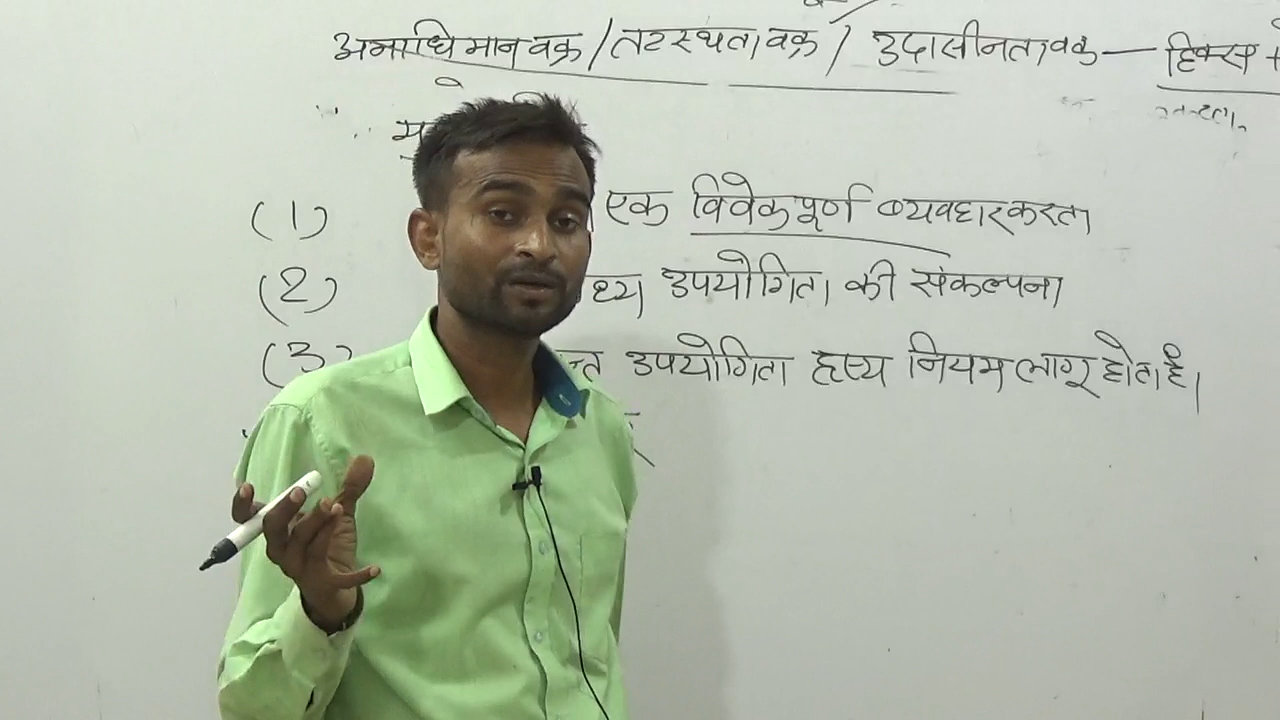 अनाधिमान वक्र / तटस्थता वक्र / उदासीनता वक्र — हिक्स +
(1) एक विवेकपूर्ण व्यवहार करता
(2) उपयोगिता की संकल्पना
(3) उपयोगिता ह्रास्य नियम लागू होता है।